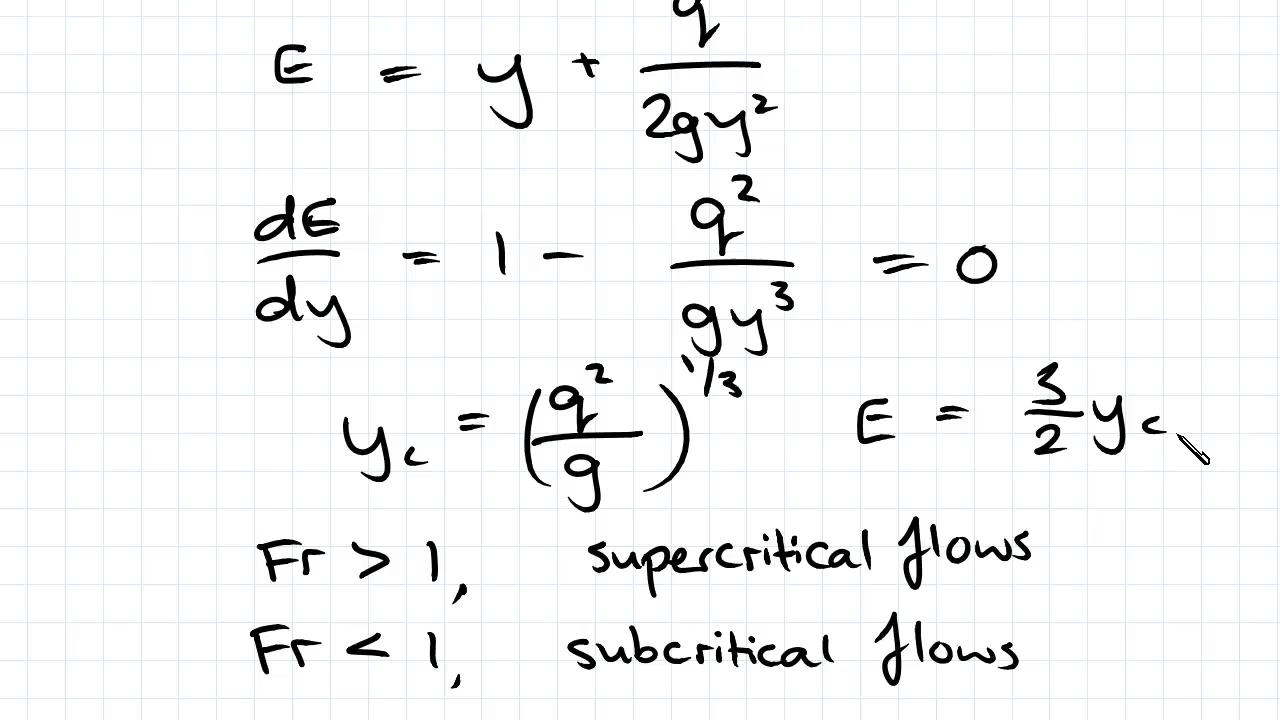 E = y + q / 2gy²
dE/dy = 1 - q²/gy³ = 0
y_c = (q²/g)^1/3 E = 3/2 y_c
Fr > 1, supercritical flows
Fr < 1, subcritical flows